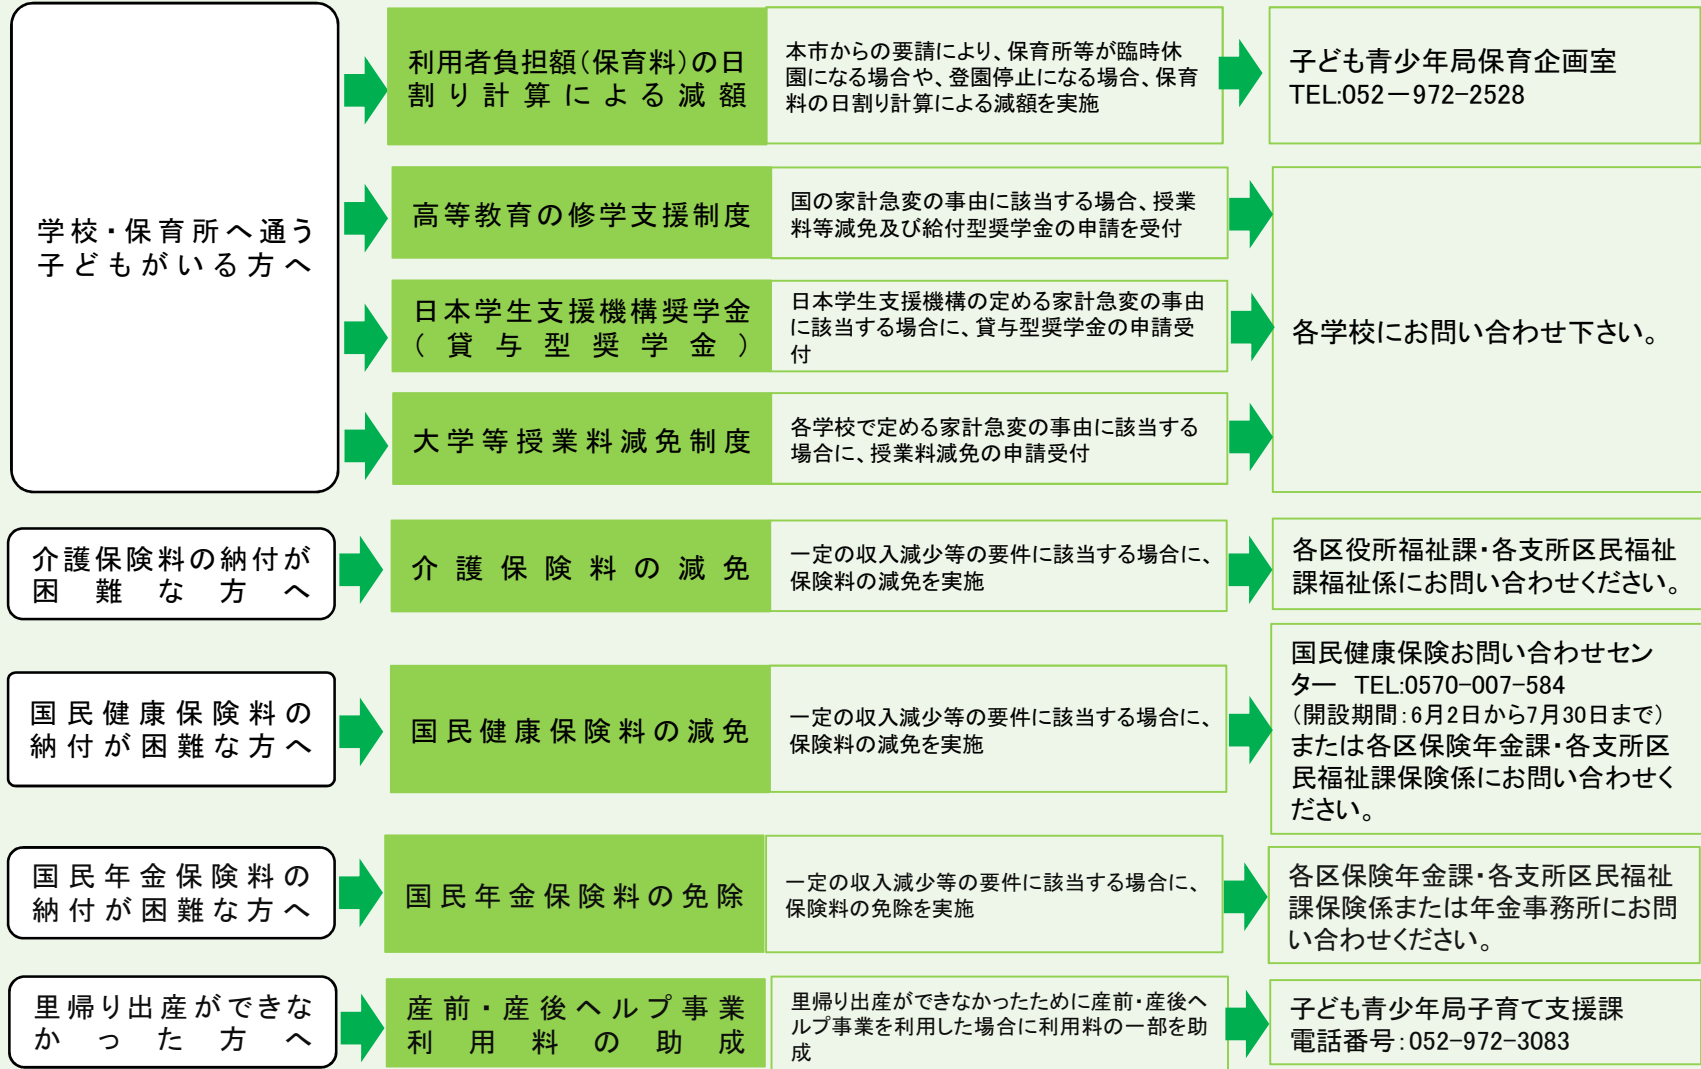 学校・保育所へ通う
子どもがいる方へ
利用者負担額(保育料)の日
割り計算による減額
本市からの要請により、保育所等が臨時休
園になる場合や、登園停止になる場合、保育
料の日割り計算による減額を実施
子ども青少年局保育企画室
TEL:052－972-2528
高等教育の修学支援制度
国の家計急変の事由に該当する場合、授業
料等減免及び給付型奨学金の申請を受付
日本学生支援機構奨学金
(貸与型奨学金)
日本学生支援機構の定める家計急変の事由
に該当する場合に、貸与型奨学金の申請受
付
大学等授業料減免制度
各学校で定める家計急変の事由に該当する
場合に、授業料減免の申請受付
各学校にお問い合わせ下さい。
介護保険料の納付が
困難な方へ
介護保険料の減免
一定の収入減少等の要件に該当する場合に、
保険料の減免を実施
各区役所福祉課・各支所区民福祉
課福祉係にお問い合わせください。
国民健康保険料の
納付が困難な方へ
国民健康保険料の減免
一定の収入減少等の要件に該当する場合に、
保険料の減免を実施
国民健康保険お問い合わせセン
ター TEL:0570-007-584
(開設期間:6月2日から7月30日まで)
または各区保険年金課・各支所区
民福祉課保険係にお問い合わせく
ださい。
国民年金保険料の
納付が困難な方へ
国民年金保険料の免除
一定の収入減少等の要件に該当する場合に、
保険料の免除を実施
各区保険年金課・各支所区民福祉
課保険係または年金事務所にお問
い合わせください。
里帰り出産ができな
かった方へ
産前・産後ヘルプ事業
利用料の助成
里帰り出産ができなかったために産前・産後ヘ
ルプ事業を利用した場合に利用料の一部を助
成
子ども青少年局子育て支援課
電話番号:052-972-3083